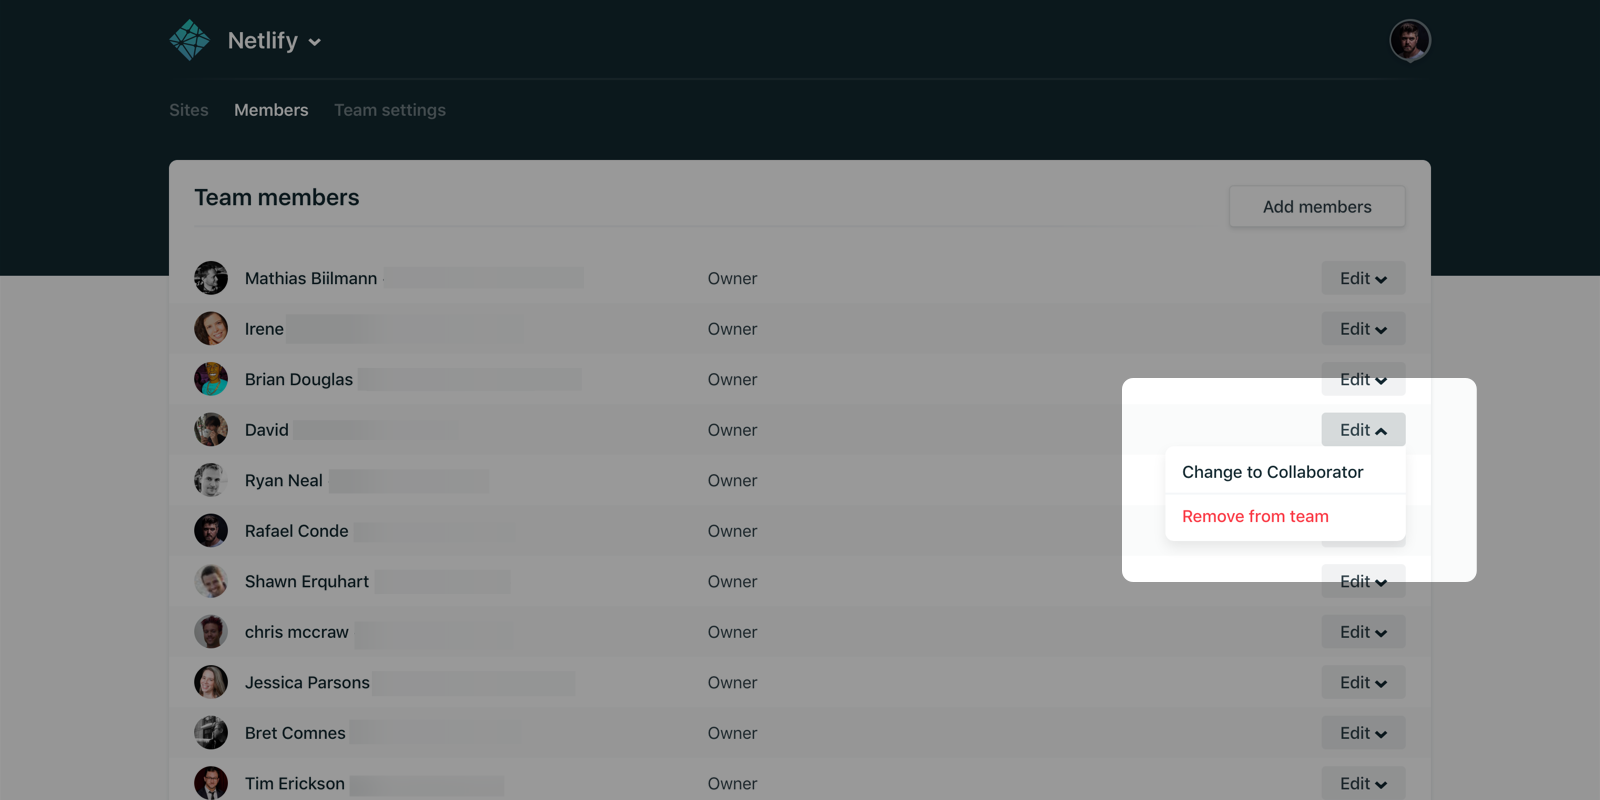 Netlify
Sites Members Team settings
Team members
Add members
Mathias Biilmann Owner Edit
Irene Owner Edit
Brian Douglas Owner Edit
David Owner Edit
Change to Collaborator
Ryan Neal Owner
Remove from team
Rafael Conde Owner
Shawn Erquhart Owner Edit
chris mccraw Owner Edit
Jessica Parsons Owner Edit
Bret Comnes Owner Edit
Tim Erickson Owner Edit